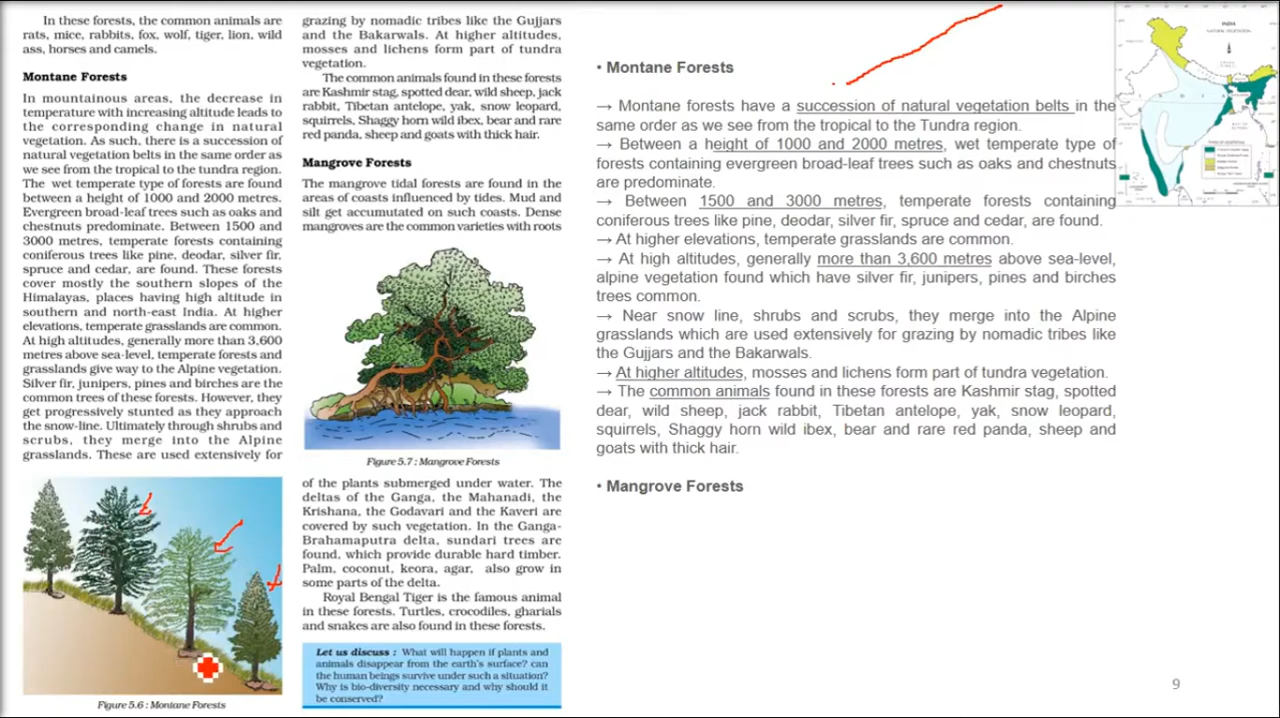 In these forests, the common animals are
rats, mice, rabbits, fox, wolf, tiger, lion, wild
ass, horses and camels.
Montane Forests
In mountainous areas, the decrease in
temperature with increasing altitude leads to
the corresponding change in natural
vegetation. As such, there is a succession of
natural vegetation belts in the same order as
we see from the tropical to the tundra region.
The wet temperate type of forests are found
between a height of 1000 and 2000 metres.
Evergreen broad-leaf trees such as oaks and
chestnuts predominate. Between 1500 and
3000 metres, temperate forests containing
coniferous trees like pine, deodar, silver fir,
spruce and cedar, are found. These forests
cover mostly the southern slopes of the
Himalayas, places having high altitude in
southern and north-east India. At higher
elevations, temperate grasslands are common.
At high altitudes, generally more than 3,600
metres above sea-level, temperate forests and
grasslands give way to the Alpine vegetation.
Silver fir, junipers, pines and birches are the
common trees of these forests. However, they
get progressively stunted as they approach
the snow-line. Ultimately through shrubs and
scrubs, they merge into the Alpine
grasslands. These are used extensively for
Figure 5.6 : Montane Forests
grazing by nomadic tribes like the Gujjars
and the Bakarwals. At higher altitudes,
mosses and lichens form part of tundra
vegetation.
The common animals found in these forests
are Kashmir stag, spotted dear, wild sheep, jack
rabbit, Tibetan antelope, yak, snow leopard,
squirrels, Shaggy horn wild ibex, bear and rare
red panda, sheep and goats with thick hair.
Mangrove Forests
The mangrove tidal forests are found in the
areas of coasts influenced by tides. Mud and
silt get accumutated on such coasts. Dense
mangroves are the common varieties with roots
Figure 5.7 : Mangrove Forests
of the plants submerged under water. The
deltas of the Ganga, the Mahanadi, the
Krishana, the Godavari and the Kaveri are
covered by such vegetation. In the Ganga-
Brahamaputra delta, sundari trees are
found, which provide durable hard timber.
Palm, coconut, keora, agar, also grow in
some parts of the delta.
Royal Bengal Tiger is the famous animal
in these forests. Turtles, crocodiles, gharials
and snakes are also found in these forests.
Let us discuss : What will happen if plants and
animals disappear from the earth's surface? can
the human beings survive under such a situation?
Why is bio-diversity necessary and why should it
be conserved?
• Montane Forests
→ Montane forests have a succession of natural vegetation belts in the
same order as we see from the tropical to the Tundra region.
→ Between a height of 1000 and 2000 metres, wet temperate type of
forests containing evergreen broad-leaf trees such as oaks and chestnuts
are predominate.
→ Between 1500 and 3000 metres, temperate forests containing
coniferous trees like pine, deodar, silver fir, spruce and cedar, are found.
→ At higher elevations, temperate grasslands are common.
→ At high altitudes, generally more than 3,600 metres above sea-level,
alpine vegetation found which have silver fir, junipers, pines and birches
trees common.
→ Near snow line, shrubs and scrubs, they merge into the Alpine
grasslands which are used extensively for grazing by nomadic tribes like
the Gujjars and the Bakarwals.
→ At higher altitudes, mosses and lichens form part of tundra vegetation.
→ The common animals found in these forests are Kashmir stag, spotted
dear, wild sheep, jack rabbit, Tibetan antelope, yak, snow leopard,
squirrels, Shaggy horn wild ibex, bear and rare red panda, sheep and
goats with thick hair.
• Mangrove Forests
INDIA
NATURAL VEGETATION
9